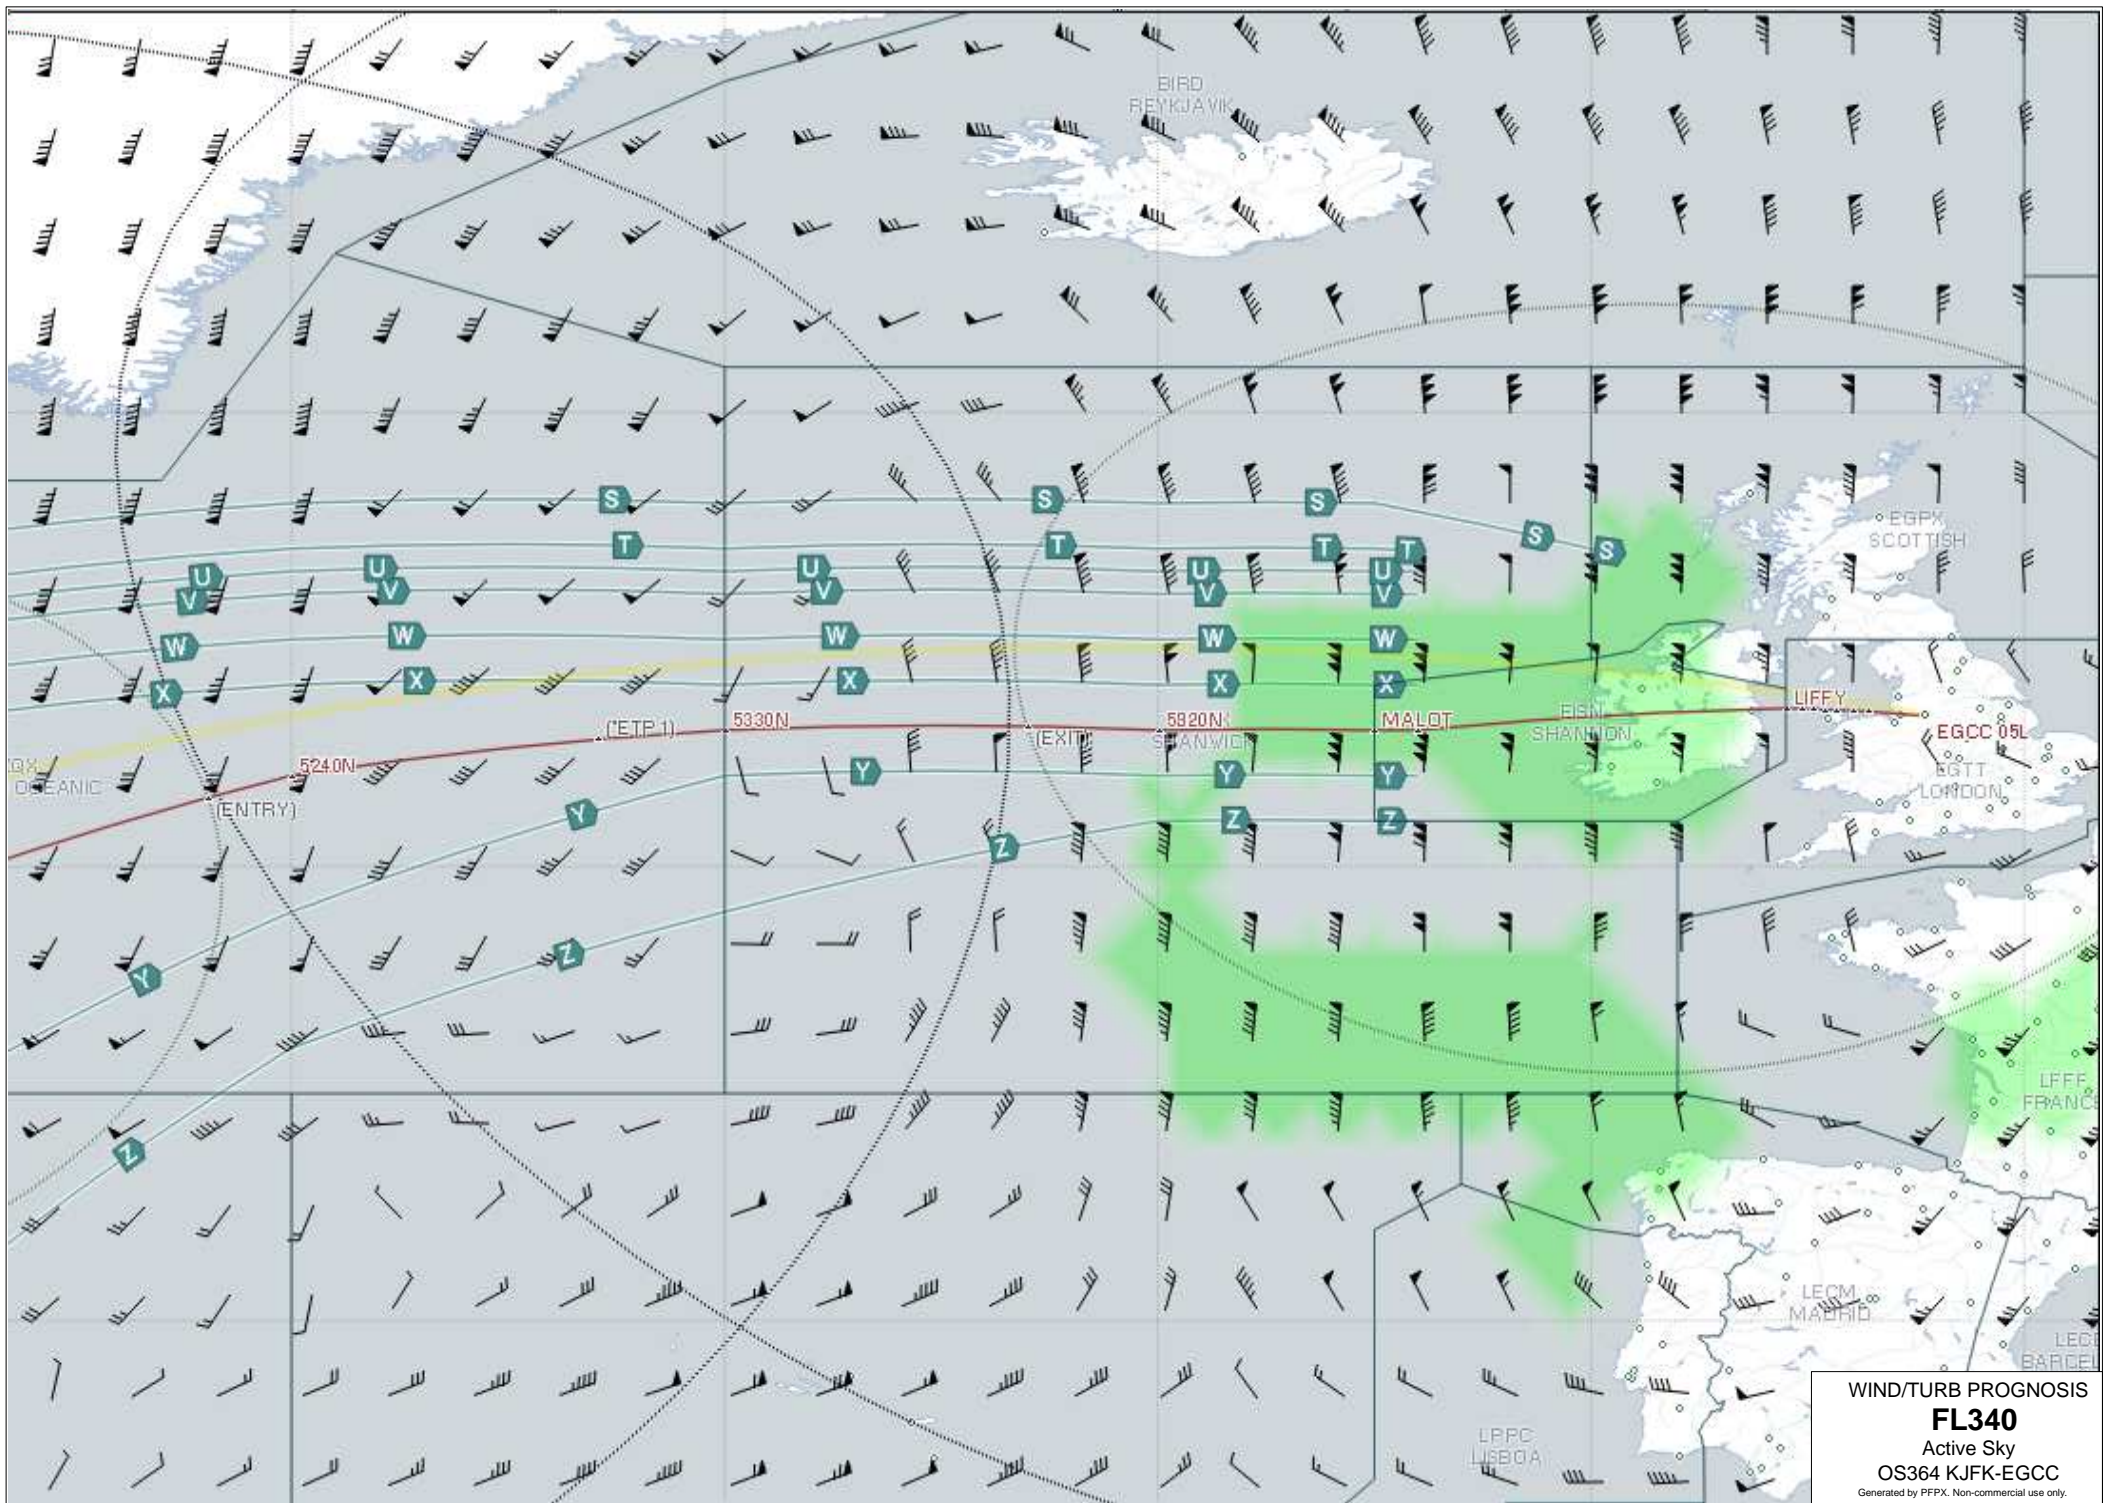 BIRD
REYKJAVIK
S
S
S
S
S
T
T
T
T
U
U
U
U
V
V
V
V
V
W
W
W
W
W
X
X
X
X
X
EGPX
SCOTTISH
LIFFY
EGCC 05L
MALOT
EISN
SHANNON
5330N
(*ETP 1)
(EXIT)
SHANWICK
5240N
(ENTRY)
OCEANIC
EGTT
LONDON
Y
Y
Y
Y
Y
Z
Z
Z
Z
Z
LFFF
FRANCE
LECM
MADRID
LPPC
LISBOA
WIND/TURB PROGNOSIS
FL340
Active Sky
OS364 KJFK-EGCC
Generated by PFPX. Non-commercial use only.